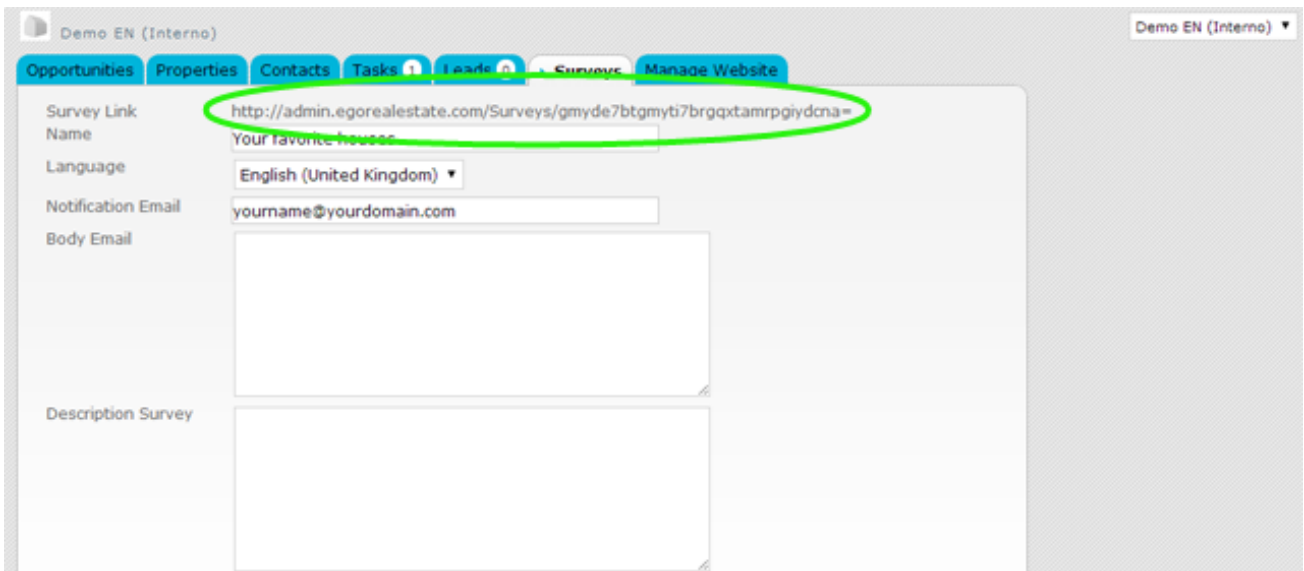 Demo EN (Interno)
Demo EN (Interno)
Opportunities Properties Contacts Tasks 1 Leads 0 Surveys Manage Website
Survey Link http://admin.egorealestate.com/Surveys/gmyde7btgmyti7brgqxtamrpgiydcna=
Name Your favorite houses
Language English (United Kingdom)
Notification Email yourname@yourdomain.com
Body Email
Description Survey